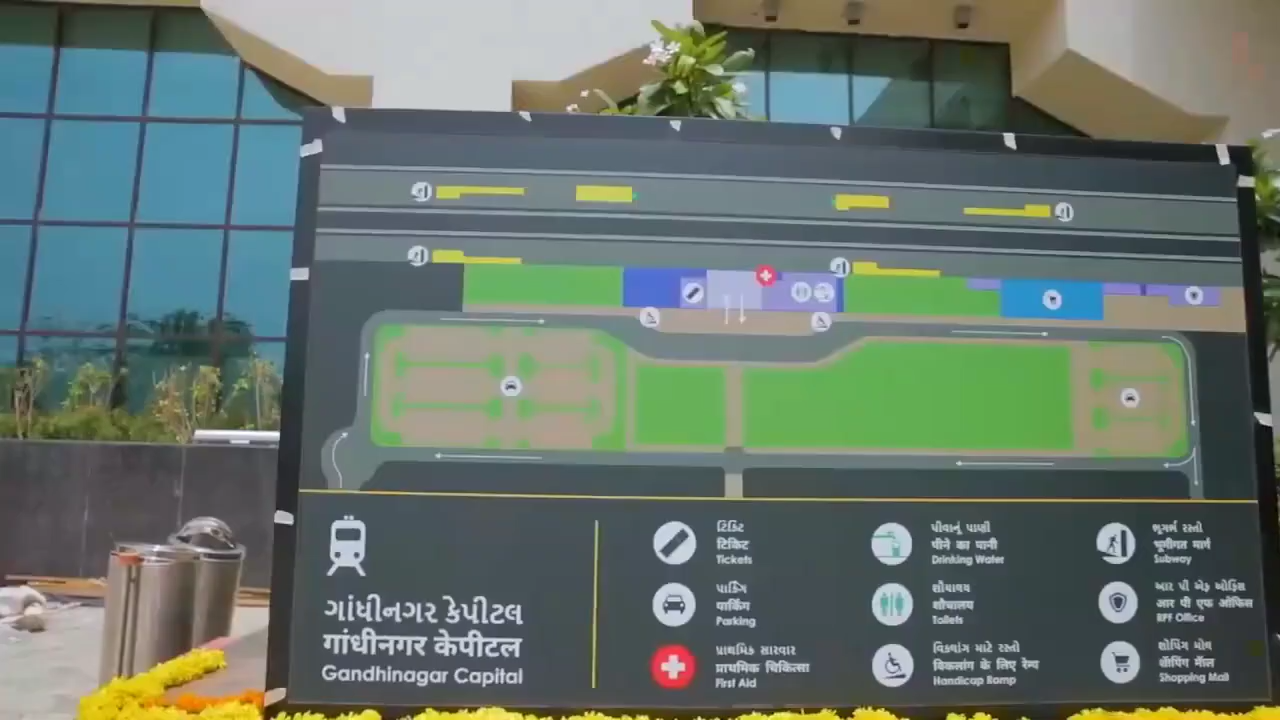 ગાંધીનગર કેપીટલ
गांधीनगर केपीटल
Gandhinagar Capital
ટિકિટ
टिकिट
Tickets
પાર્કિંગ
पार्किंग
Parking
પ્રાથમિક સારવાર
प्राथमिक चिकित्सा
First Aid
પીવાનું પાણી
पीने का पानी
Drinking Water
શૌચાલય
शौचालय
Toilets
વિકલાંગ માટે રસ્તો
विकलांग के लिए रेम्प
Handicap Ramp
ભૂગર્ભ રસ્તો
भूमीगत मार्ग
Subway
આર પી એફ ઓફિસ
आर पी एफ ऑफिस
RPF Office
શોપિંગ મોલ
शॉपिंग मॅाल
Shopping Mall